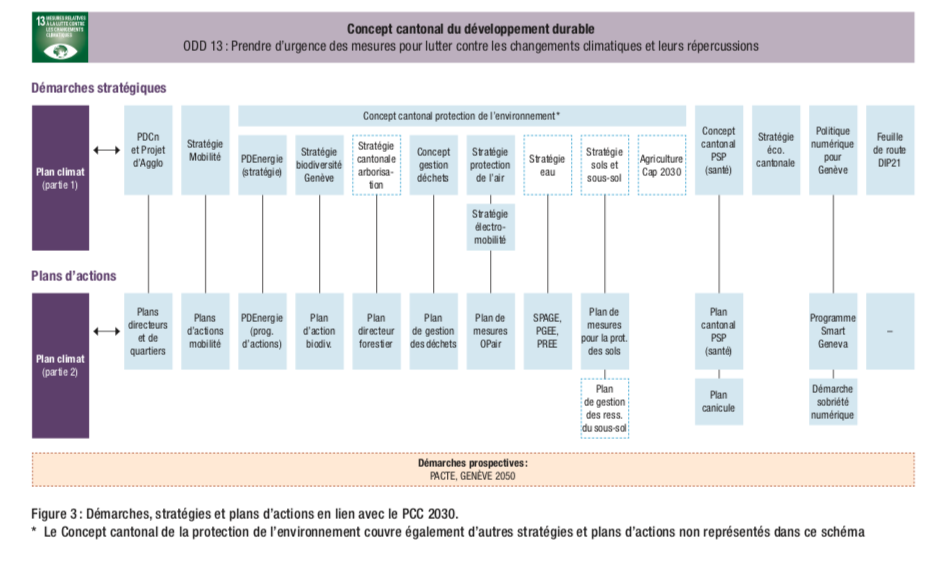 13 MESURES RELATIVES
À LA LUTTE CONTRE
LES CHANGEMENTS
CLIMATIQUES
Concept cantonal du développement durable
ODD 13 : Prendre d'urgence des mesures pour lutter contre les changements climatiques et leurs répercussions
Démarches stratégiques
Plan climat
(partie 1)
PDCn
et Projet
d'Agglo
Stratégie
Mobilité
Concept cantonal protection de l'environnement*
PDEnergie
(stratégie)
Stratégie
biodiversité
Genève
Stratégie
cantonale
arborisa-
tion
Concept
gestion
déchets
Stratégie
protection
de l'air
Stratégie
électro-
mobilité
Stratégie
eau
Stratégie
sols et
sous-sol
Agriculture
Cap 2030
Concept
cantonal
PSP
(santé)
Stratégie
éco.
cantonale
Politique
numérique
pour
Genève
Feuille
de route
DIP21
Plans d'actions
Plan climat
(partie 2)
Plans
directeurs
et de
quartiers
Plans
d'actions
mobilité
PDEnergie
(prog.
d'actions)
Plan
d'action
biodiv.
Plan
directeur
forestier
Plan
de gestion
des déchets
Plan de
mesures
OPair
SPAGE,
PGEE,
PREE
Plan de
mesures
pour la prot.
des sols
Plan
de gestion
des ress.
du sous-sol
Plan
cantonal
PSP
(santé)
Plan
canicule
Programme
Smart
Geneva
Démarche
sobriété
numérique
–
Démarches prospectives :
PACTE, GENÈVE 2050
Figure 3 : Démarches, stratégies et plans d'actions en lien avec le PCC 2030.
* Le Concept cantonal de la protection de l'environnement couvre également d'autres stratégies et plans d'actions non représentés dans ce schéma